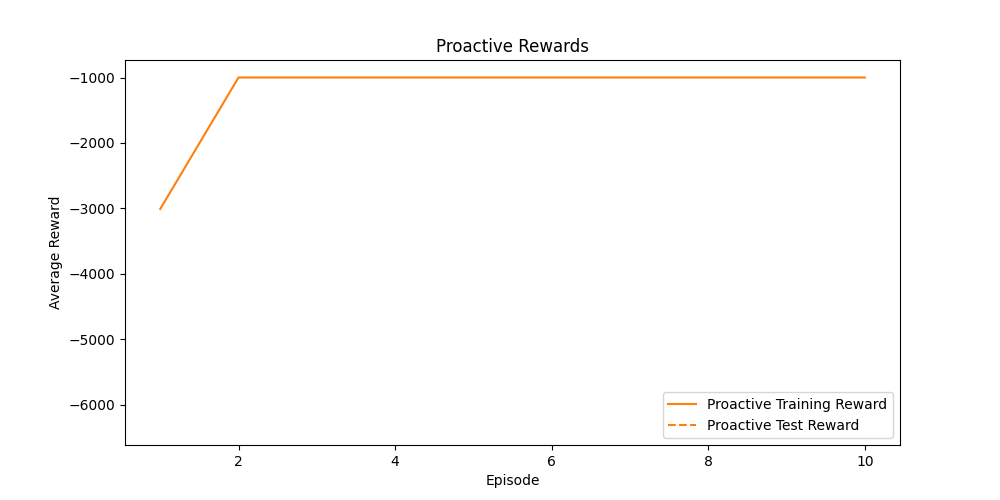 Proactive Rewards
Average Reward
−1000
−2000
−3000
−4000
−5000
−6000
2
4
6
8
10
Episode
Proactive Training Reward
Proactive Test Reward